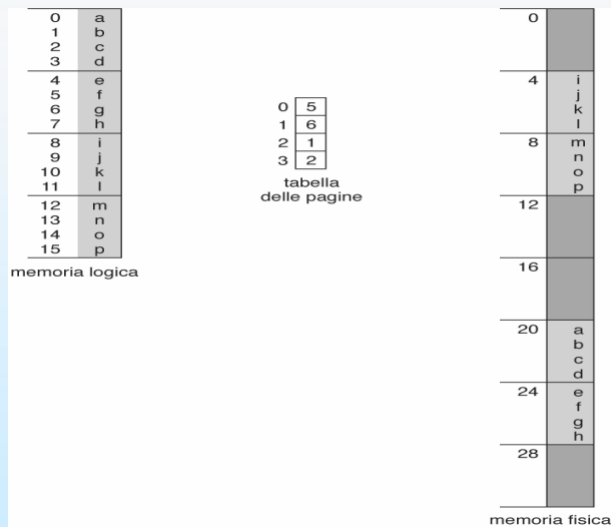 0 a
1 b
2 c
3 d
4 e
5 f
6 g
7 h
8 i
9 j
10 k
11 l
12 m
13 n
14 o
15 p
memoria logica
0 5
1 6
2 1
3 2
tabella
delle pagine
0
4 i
j
k
l
8 m
n
o
p
12
16
20 a
b
c
d
24 e
f
g
h
28
memoria fisica